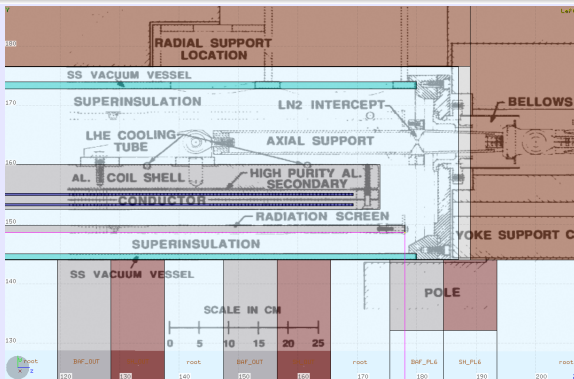 y
180
RADIAL SUPPORT
LOCATION
SS VACUUM VESSEL
170
SUPERINSULATION
LN2 INTERCEPT
BELLOWS
LHE COOLING
TUBE
AXIAL SUPPORT
160
AL. COIL SHELL
HIGH PURITY AL.
SECONDARY
CONDUCTOR
150
RADIATION SCREEN
SUPERINSULATION
YOKE SUPPORT C
SS VACUUM VESSEL
140
POLE
SCALE IN CM
0 5 10 15 20 25
130
root BAF_OUT root BAF_OUT root BAF_PL6 SH_PL6 root
x z 120 130 140 150 160 170 180 190 200